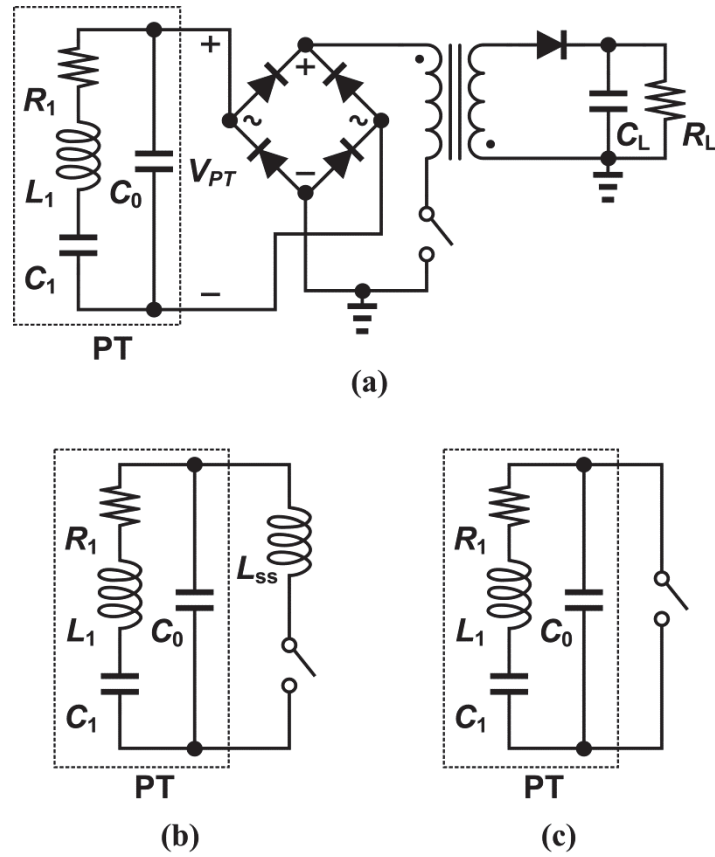 +
R1
L1
C1
C0
VPT
+
~
~
−
−
CL
RL
PT
(a)
R1
L1
C1
C0
Lss
PT
(b)
R1
L1
C1
C0
PT
(c)